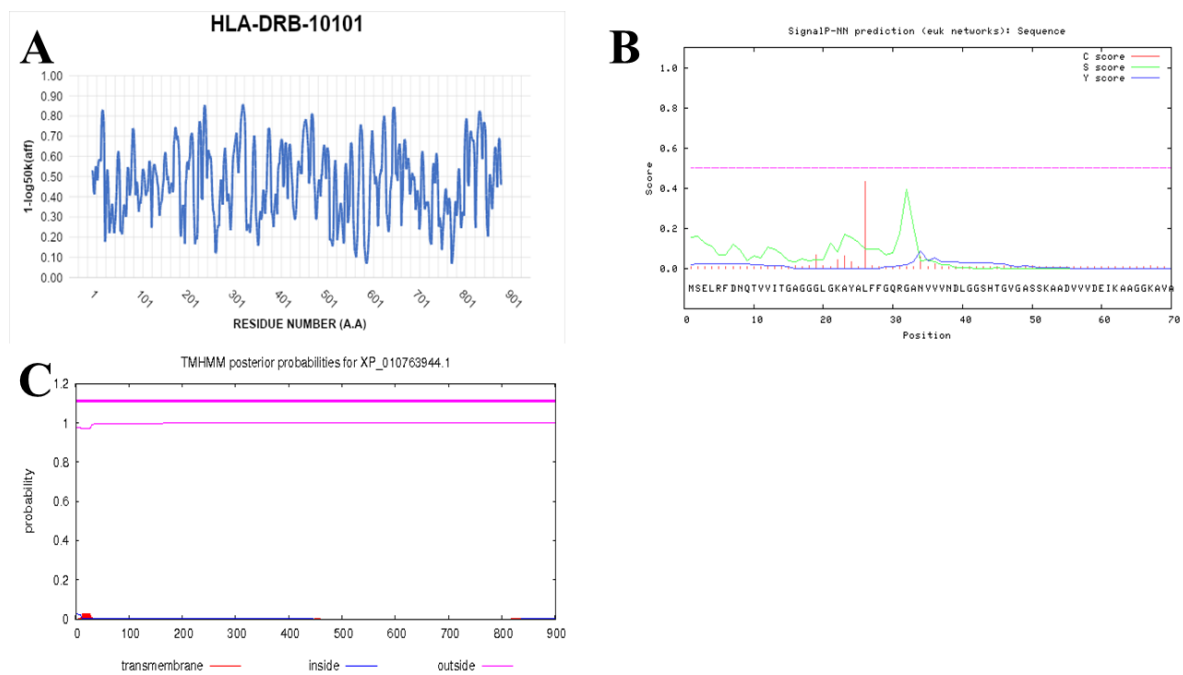 A
HLA-DRB-10101
1-log50k(aff)
1.00
0.90
0.80
0.70
0.60
0.50
0.40
0.30
0.20
0.10
0.00
1
101
201
301
401
501
601
701
801
901
RESIDUE NUMBER (A.A)
B
SignalP-NN prediction (euk networks): Sequence
C score
S score
Y score
Score
1.0
0.8
0.6
0.4
0.2
0.0
MSELRFDNQTVVITGAGGGLGKAYALFFGQRGANVVVNDLGGSHTGVGASSKAADVVVDEIKAAGGKAVA
0 10 20 30 40 50 60 70
Position
C
TMHMM posterior probabilities for XP_010763944.1
probability
1.2
1
0.8
0.6
0.4
0.2
0
0 100 200 300 400 500 600 700 800 900
transmembrane inside outside